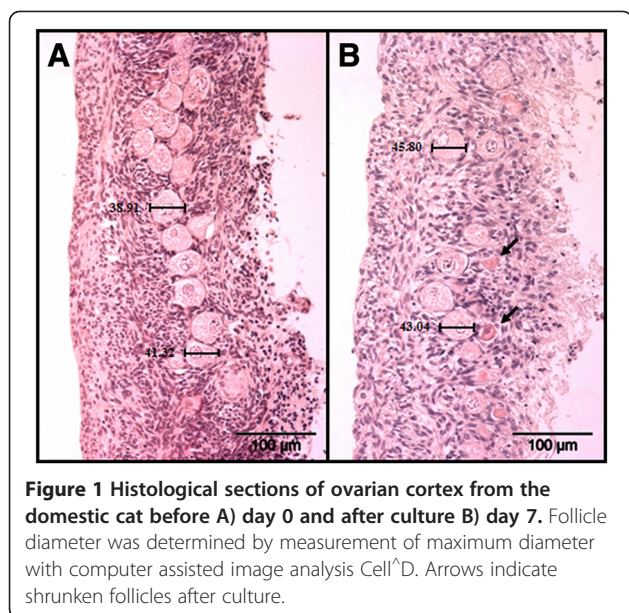 A
B
45.80
38.91
43.04
41.32
100 µm
100 µm
Figure 1 Histological sections of ovarian cortex from the
domestic cat before A) day 0 and after culture B) day 7. Follicle
diameter was determined by measurement of maximum diameter
with computer assisted image analysis Cell^D. Arrows indicate
shrunken follicles after culture.